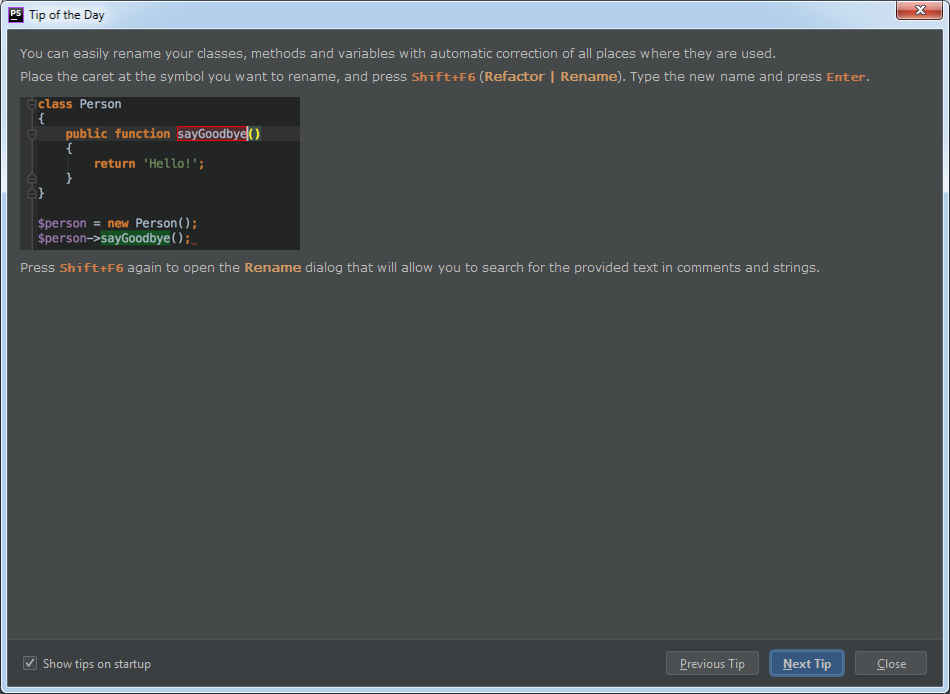 PS Tip of the Day
You can easily rename your classes, methods and variables with automatic correction of all places where they are used.
Place the caret at the symbol you want to rename, and press Shift+F6 (Refactor | Rename). Type the new name and press Enter.
class Person
{
    public function sayGoodbye()
    {
        return 'Hello!';
    }
}
$person = new Person();
$person->sayGoodbye();
Press Shift+F6 again to open the Rename dialog that will allow you to search for the provided text in comments and strings.
Show tips on startup
Previous Tip
Next Tip
Close